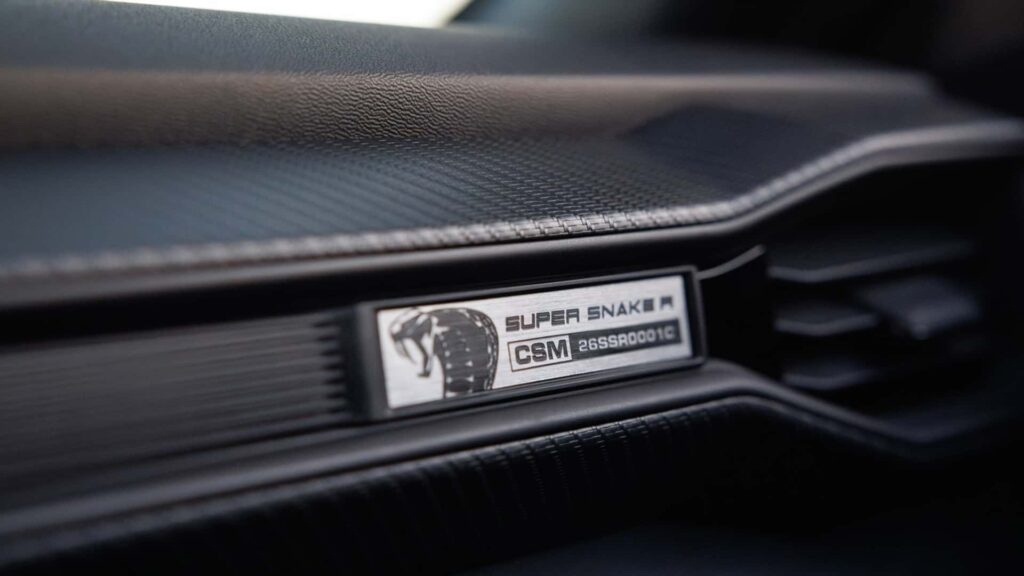 SUPER SNAKE R
CSM 26SSR0001C